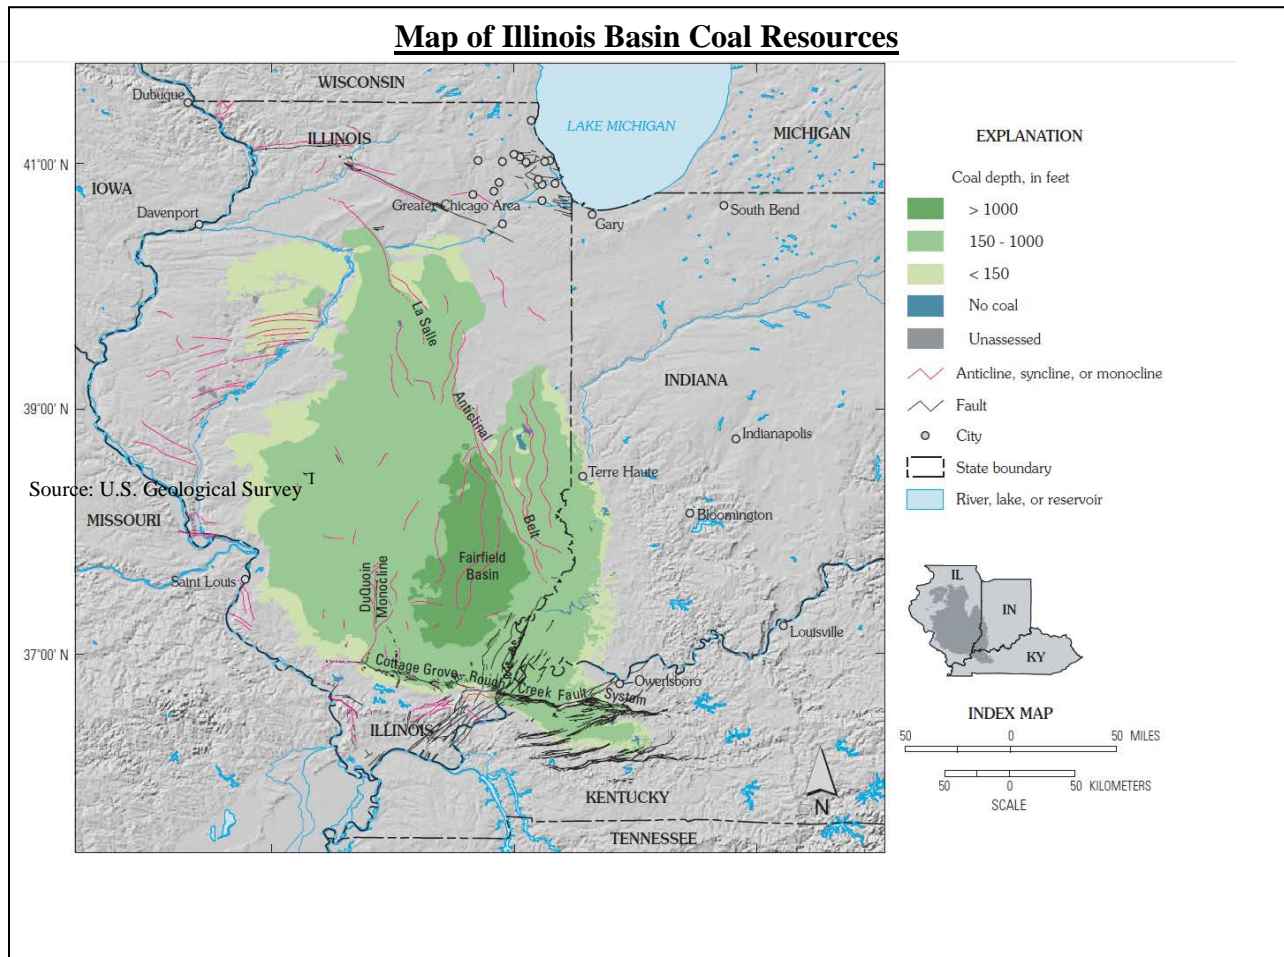 Map of Illinois Basin Coal Resources
WISCONSIN
Dubuque
LAKE MICHIGAN
MICHIGAN
ILLINOIS
41°00' N
IOWA
Greater Chicago Area
Davenport
South Bend
Gary
La Salle
INDIANA
39°00' N
Anticlinal
Indianapolis
Terre Haute
Source: U.S. Geological Survey
MISSOURI
Bloomington
Belt
Fairfield
Basin
Saint Louis
DuQuoin
Monocline
Louisville
37°00' N
Cottage Grove - Rough Creek Fault System
Owensboro
ILLINOIS
KENTUCKY
N
TENNESSEE
EXPLANATION
Coal depth, in feet
> 1000
150 - 1000
< 150
No coal
Unassessed
Anticline, syncline, or monocline
Fault
City
State boundary
River, lake, or reservoir
IL
IN
KY
INDEX MAP
50 0 50 MILES
50 0 50 KILOMETERS
SCALE